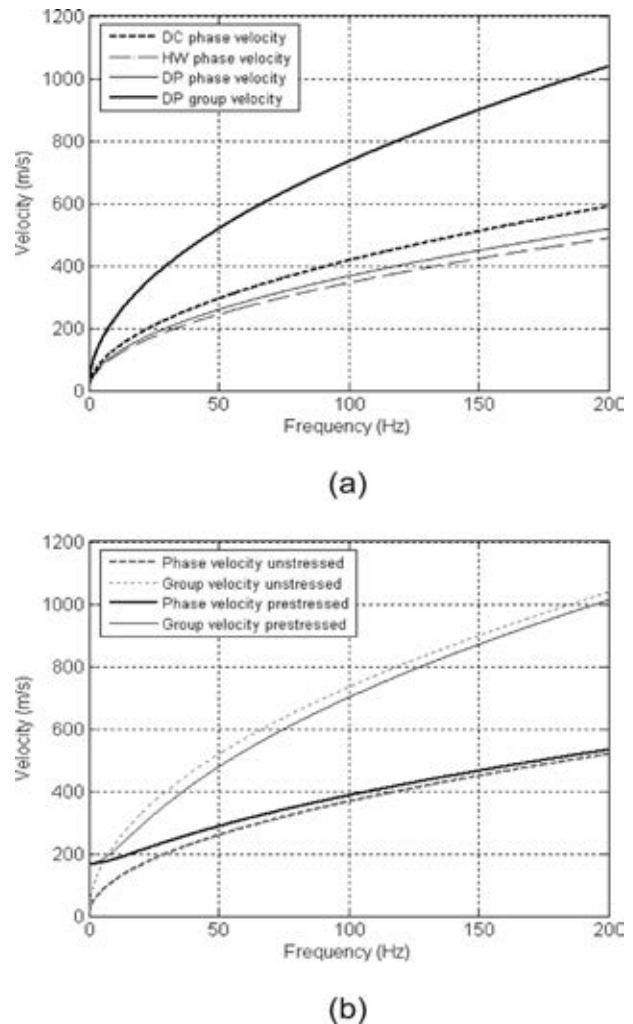 1200
1000
800
600
400
200
0
Velocity (m/s)
DC phase velocity
HW phase velocity
DP phase velocity
DP group velocity
0 50 100 150 200
Frequency (Hz)
(a)
1200
1000
800
600
400
200
0
Velocity (m/s)
Phase velocity unstressed
Group velocity unstressed
Phase velocity prestressed
Group velocity prestressed
0 50 100 150 200
Frequency (Hz)
(b)